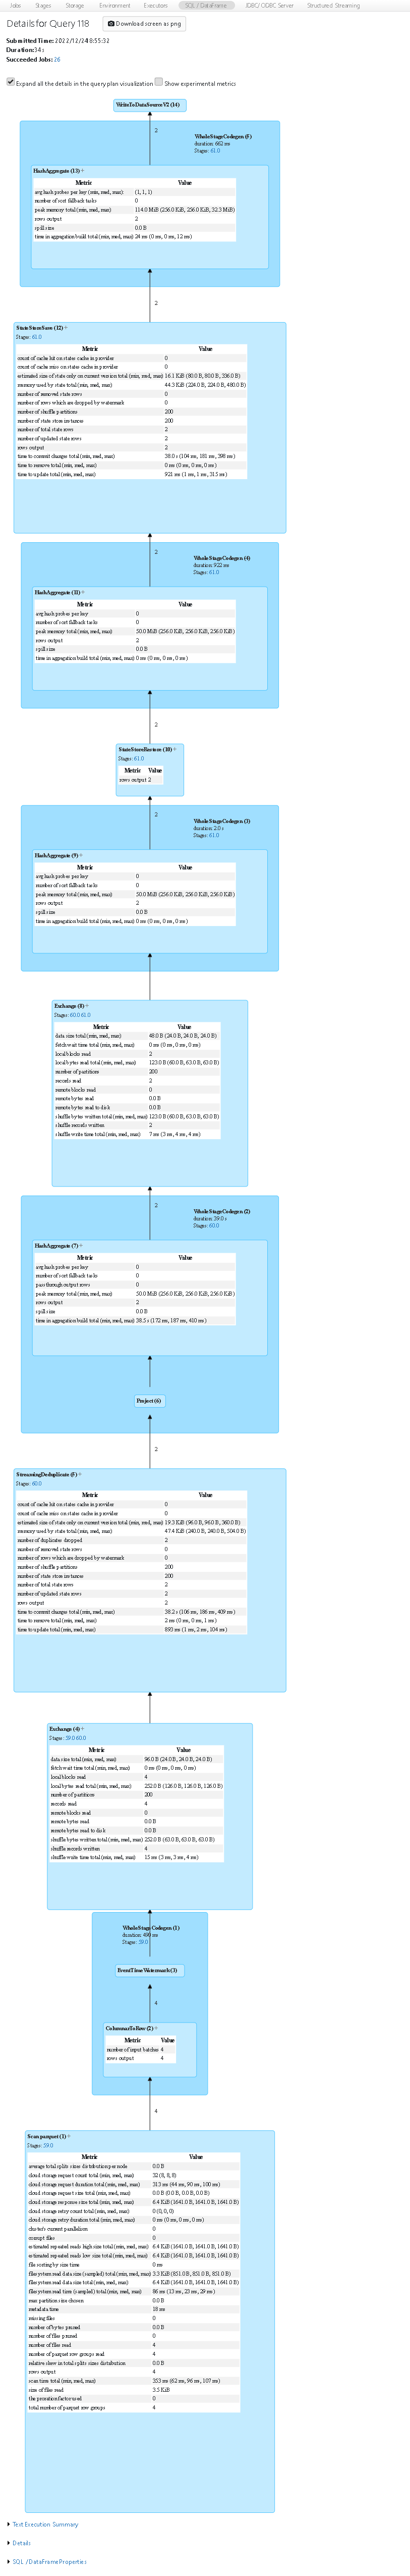 Jobs Stages Storage Environment Executors SQL / DataFrame JDBC/ODBC Server Structured Streaming
Details for Query 118 Download screen as png
Submitted Time: 2022/12/24 8:55:32
Duration: 34 s
Succeeded Jobs: 26
Expand all the details in the query plan visualization Show experimental metrics
WriteToDataSourceV2 (14)
2
WholeStageCodegen (5)
duration: 662 ms
Stages: 61.0
HashAggregate (13) +
Metric Value
avg hash probes per key (min, med, max): (1, 1, 1)
number of sort fallback tasks 0
peak memory total (min, med, max) 114.0 MiB (256.0 KiB, 256.0 KiB, 32.3 MiB)
rows output 2
spill size 0.0 B
time in aggregation build total (min, med, max) 24 ms (0 ms, 0 ms, 12 ms)
2
StateStoreSave (12) +
Stages: 61.0
Metric Value
count of cache hit on states cache in provider 0
count of cache miss on states cache in provider 0
estimated size of state only on current version total (min, med, max) 16.1 KiB (80.0 B, 80.0 B, 336.0 B)
memory used by state total (min, med, max) 44.3 KiB (224.0 B, 224.0 B, 480.0 B)
number of removed state rows 0
number of rows which are dropped by watermark 0
number of shuffle partitions 200
number of state store instances 200
number of total state rows 2
number of updated state rows 2
rows output 2
time to commit changes total (min, med, max) 38.0 s (104 ms, 181 ms, 398 ms)
time to remove total (min, med, max) 0 ms (0 ms, 0 ms, 0 ms)
time to update total (min, med, max) 921 ms (1 ms, 1 ms, 315 ms)
2
WholeStageCodegen (4)
duration: 922 ms
Stages: 61.0
HashAggregate (11) +
Metric Value
avg hash probes per key 0
number of sort fallback tasks 0
peak memory total (min, med, max) 50.0 MiB (256.0 KiB, 256.0 KiB, 256.0 KiB)
rows output 2
spill size 0.0 B
time in aggregation build total (min, med, max) 0 ms (0 ms, 0 ms, 0 ms)
2
StateStoreRestore (10) +
Stages: 61.0
Metric Value
rows output 2
2
WholeStageCodegen (3)
duration: 2.0 s
Stages: 61.0
HashAggregate (9) +
Metric Value
avg hash probes per key 0
number of sort fallback tasks 0
peak memory total (min, med, max) 50.0 MiB (256.0 KiB, 256.0 KiB, 256.0 KiB)
rows output 2
spill size 0.0 B
time in aggregation build total (min, med, max) 0 ms (0 ms, 0 ms, 0 ms)
Exchange (8) +
Stages: 60.0 61.0
Metric Value
data size total (min, med, max) 48.0 B (24.0 B, 24.0 B, 24.0 B)
fetch wait time total (min, med, max) 0 ms (0 ms, 0 ms, 0 ms)
local blocks read 2
local bytes read total (min, med, max) 123.0 B (60.0 B, 63.0 B, 63.0 B)
number of partitions 200
records read 2
remote blocks read 0
remote bytes read 0.0 B
remote bytes read to disk 0.0 B
shuffle bytes written total (min, med, max) 123.0 B (60.0 B, 63.0 B, 63.0 B)
shuffle records written 2
shuffle write time total (min, med, max) 7 ms (3 ms, 4 ms, 4 ms)
2
WholeStageCodegen (2)
duration: 39.0 s
Stages: 60.0
HashAggregate (7) +
Metric Value
avg hash probes per key 0
number of sort fallback tasks 0
passthrough output rows 0
peak memory total (min, med, max) 50.0 MiB (256.0 KiB, 256.0 KiB, 256.0 KiB)
rows output 2
spill size 0.0 B
time in aggregation build total (min, med, max) 38.5 s (172 ms, 187 ms, 410 ms)
Project (6)
2
StreamingDeduplicate (5) +
Stages: 60.0
Metric Value
count of cache hit on states cache in provider 0
count of cache miss on states cache in provider 0
estimated size of state only on current version total (min, med, max) 19.3 KiB (96.0 B, 96.0 B, 360.0 B)
memory used by state total (min, med, max) 47.4 KiB (240.0 B, 240.0 B, 504.0 B)
number of duplicates dropped 2
number of removed state rows 0
number of rows which are dropped by watermark 0
number of shuffle partitions 200
number of state store instances 200
number of total state rows 2
number of updated state rows 2
rows output 2
time to commit changes total (min, med, max) 38.2 s (106 ms, 186 ms, 409 ms)
time to remove total (min, med, max) 2 ms (0 ms, 0 ms, 1 ms)
time to update total (min, med, max) 893 ms (1 ms, 2 ms, 104 ms)
Exchange (4) +
Stages: 59.0 60.0
Metric Value
data size total (min, med, max) 96.0 B (24.0 B, 24.0 B, 24.0 B)
fetch wait time total (min, med, max) 0 ms (0 ms, 0 ms, 0 ms)
local blocks read 4
local bytes read total (min, med, max) 252.0 B (126.0 B, 126.0 B, 126.0 B)
number of partitions 200
records read 4
remote blocks read 0
remote bytes read 0.0 B
remote bytes read to disk 0.0 B
shuffle bytes written total (min, med, max) 252.0 B (63.0 B, 63.0 B, 63.0 B)
shuffle records written 4
shuffle write time total (min, med, max) 15 ms (3 ms, 3 ms, 4 ms)
WholeStageCodegen (1)
duration: 490 ms
Stages: 59.0
EventTimeWatermark (3)
4
ColumnarToRow (2) +
Metric Value
number of input batches 4
rows output 4
4
Scan parquet (1) +
Stages: 59.0
Metric Value
average total splits sizes distribution per node 0.0 B
cloud storage request count total (min, med, max) 32 (8, 8, 8)
cloud storage request duration total (min, med, max) 313 ms (44 ms, 90 ms, 100 ms)
cloud storage request size total (min, med, max) 0.0 B (0.0 B, 0.0 B, 0.0 B)
cloud storage response size total (min, med, max) 6.4 KiB (1641.0 B, 1641.0 B, 1641.0 B)
cloud storage retry count total (min, med, max) 0 (0, 0, 0)
cloud storage retry duration total (min, med, max) 0 ms (0 ms, 0 ms, 0 ms)
cluster's current parallelism 0
corrupt files 0
estimated repeated reads high size total (min, med, max) 6.4 KiB (1641.0 B, 1641.0 B, 1641.0 B)
estimated repeated reads low size total (min, med, max) 6.4 KiB (1641.0 B, 1641.0 B, 1641.0 B)
file sorting by size time 0 ms
filesystem read data size (sampled) total (min, med, max) 3.3 KiB (851.0 B, 851.0 B, 851.0 B)
filesystem read data size total (min, med, max) 6.4 KiB (1641.0 B, 1641.0 B, 1641.0 B)
filesystem read time (sampled) total (min, med, max) 86 ms (13 ms, 23 ms, 29 ms)
max partition size chosen 0.0 B
metadata time 18 ms
missing files 0
number of bytes pruned 0.0 B
number of files pruned 0
number of files read 4
number of parquet row groups read 4
relative skew in total splits sizes distribution 0.0 B
rows output 4
scan time total (min, med, max) 353 ms (62 ms, 96 ms, 107 ms)
size of files read 3.5 KiB
the proration factor used 0
total number of parquet row groups 4
Text Execution Summary
Details
SQL / DataFrame Properties